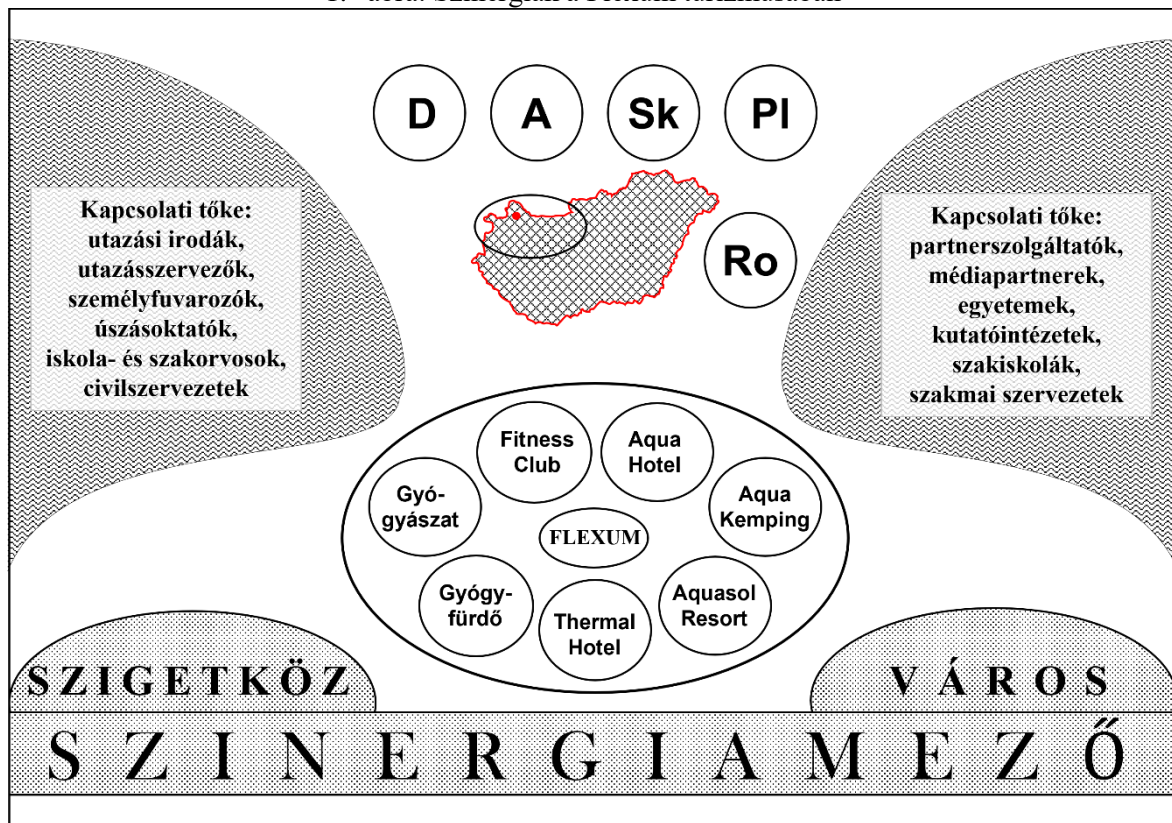 D A Sk Pl
Ro
Kapcsolati tőke:
utazási irodák,
utazásszervezők,
személyfuvarozók,
úszásoktatók,
iskola- és szakorvosok,
civilszervezetek
Kapcsolati tőke:
partnerszolgáltatók,
médiapartnerek,
egyetemek,
kutatóintézetek,
szakiskolák,
szakmai szervezetek
Fitness
Club
Aqua
Hotel
Gyó-
gyászat
FLEXUM
Aqua
Kemping
Gyógy-
fürdő
Thermal
Hotel
Aquasol
Resort
SZIGETKÖZ
VÁROS
SZINERGIAMEZŐ